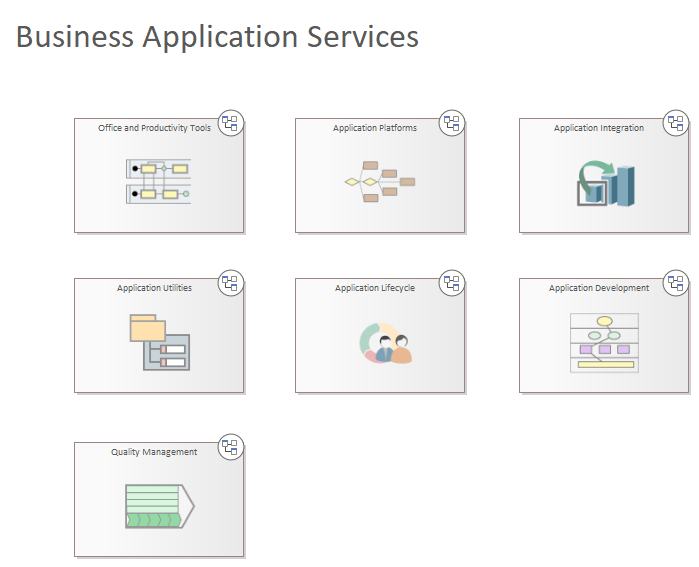 Business Application Services
Office and Productivity Tools
Application Platforms
Application Integration
Application Utilities
Application Lifecycle
Application Development
Quality Management